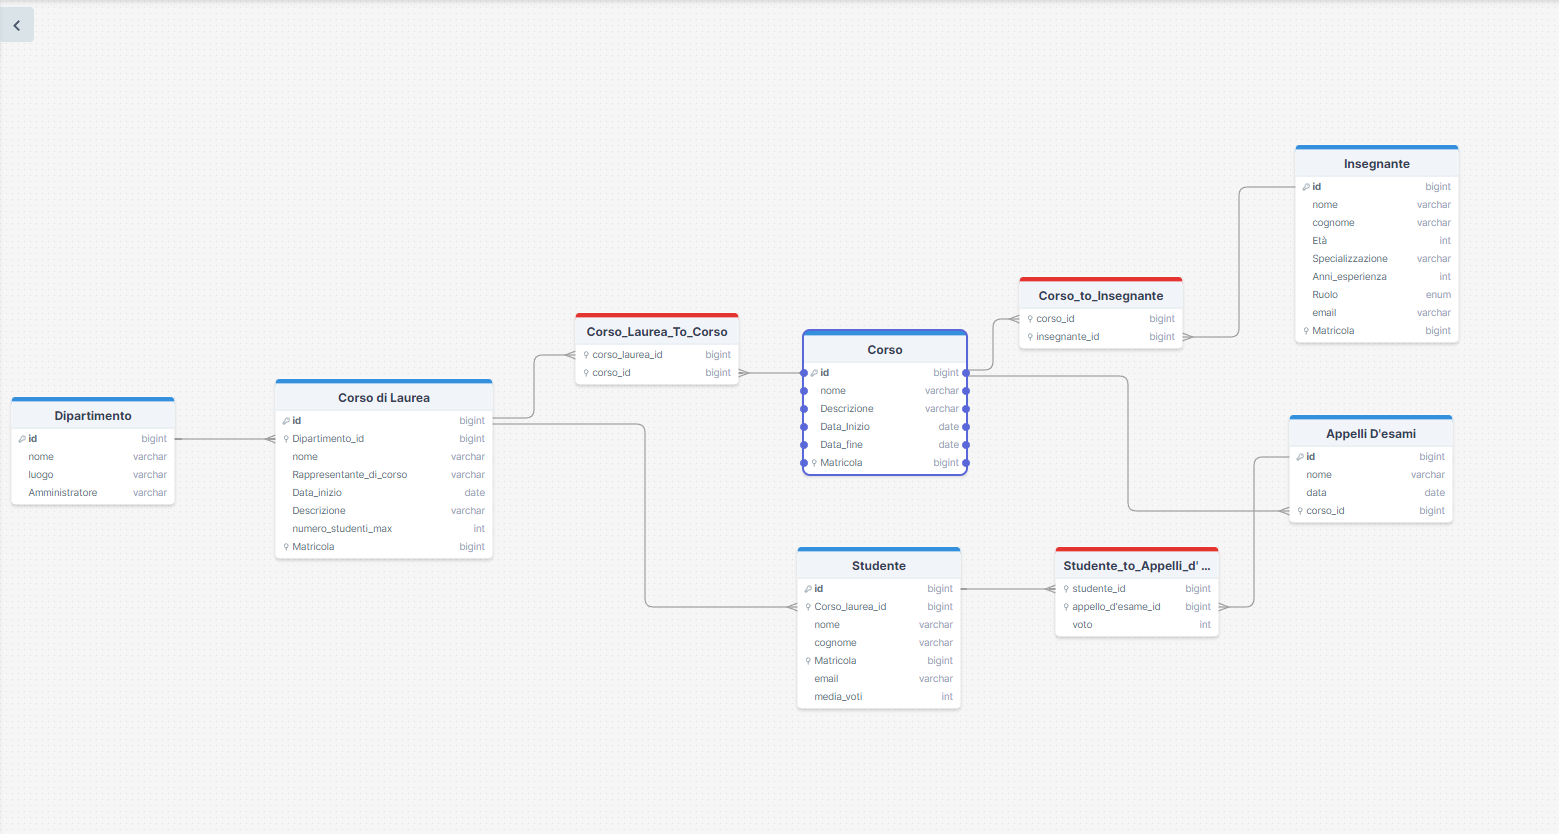 Dipartimento
id bigint
nome varchar
luogo varchar
Amministratore varchar
Corso di Laurea
id bigint
Dipartimento_id bigint
nome varchar
Rappresentante_di_corso varchar
Data_inizio date
Descrizione varchar
numero_studenti_max int
Matricola bigint
Corso_Laurea_To_Corso
corso_laurea_id bigint
corso_id bigint
Corso
id bigint
nome varchar
Descrizione varchar
Data_Inizio date
Data_fine date
Matricola bigint
Corso_to_Insegnante
corso_id bigint
insegnante_id bigint
Insegnante
id bigint
nome varchar
cognome varchar
Età int
Specializzazione varchar
Anni_esperienza int
Ruolo enum
email varchar
Matricola bigint
Appelli D'esami
id bigint
nome varchar
data date
corso_id bigint
Studente
id bigint
Corso_laurea_id bigint
nome varchar
cognome varchar
Matricola bigint
email varchar
media_voti int
Studente_to_Appelli_d' ...
studente_id bigint
appello_d'esame_id bigint
voto int